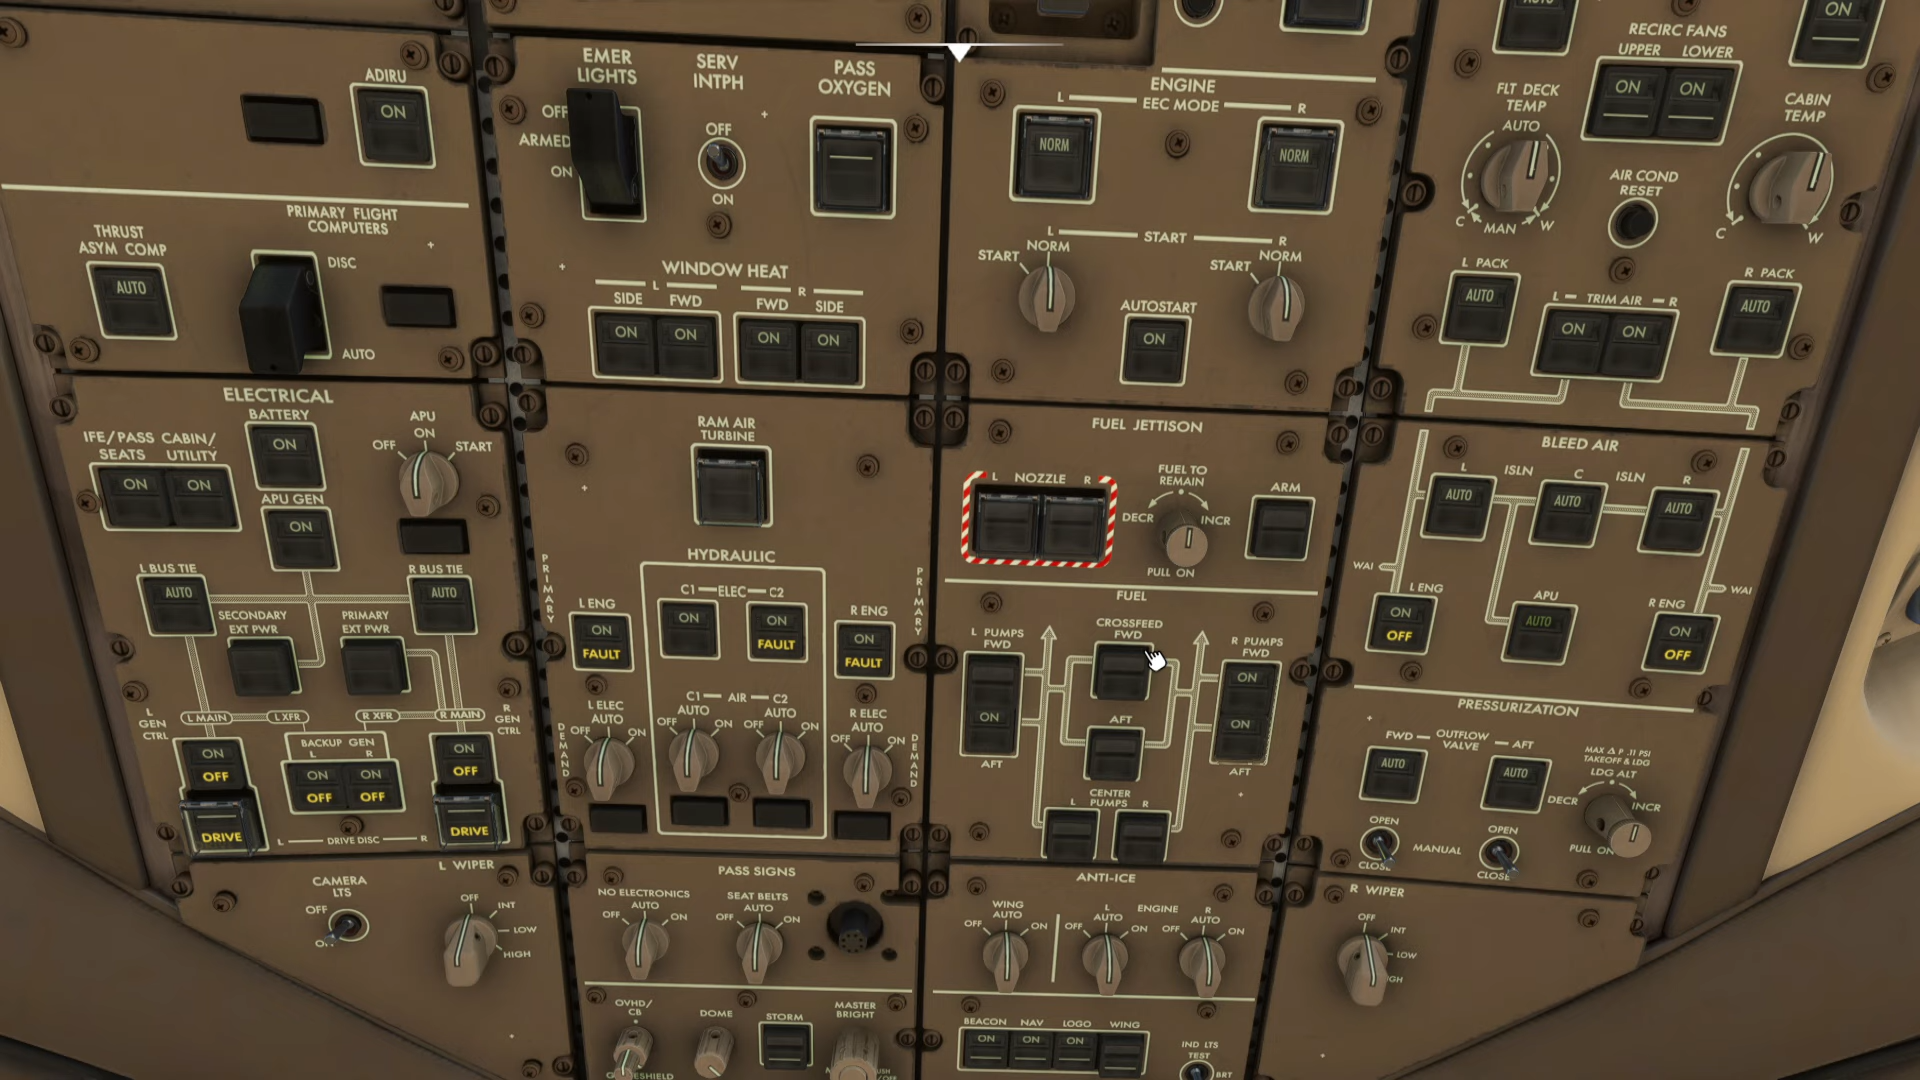 ADIRU
ON
THRUST
ASYM COMP
AUTO
PRIMARY FLIGHT
COMPUTERS
DISC
AUTO
EMER
LIGHTS
OFF
ARMED
ON
SERV
INTPH
OFF
ON
PASS
OXYGEN
WINDOW HEAT
L
R
SIDE
FWD
FWD
SIDE
ON
ON
ON
ON
ENGINE
L
EEC MODE
R
NORM
NORM
L
START
R
START
NORM
START
NORM
AUTOSTART
ON
AUTO
ON
RECIRC FANS
UPPER
LOWER
ON
ON
FLT DECK
TEMP
AUTO
C
MAN
W
AIR COND
RESET
CABIN
TEMP
C
W
L PACK
AUTO
L
TRIM AIR
R
ON
ON
R PACK
AUTO
ELECTRICAL
BATTERY
ON
IFE/PASS
SEATS
CABIN/
UTILITY
ON
ON
APU GEN
ON
APU
OFF
ON
START
L BUS TIE
AUTO
R BUS TIE
AUTO
SECONDARY
EXT PWR
PRIMARY
EXT PWR
L
GEN
CTRL
L MAIN
L XFR
R XFR
R MAIN
R
GEN
CTRL
ON
OFF
BACKUP GEN
L
R
ON
OFF
ON
OFF
ON
OFF
DRIVE
L
DRIVE DISC
R
DRIVE
RAM AIR
TURBINE
HYDRAULIC
PRIMARY
PRIMARY
L ENG
ON
FAULT
C1
ELEC
C2
ON
ON
FAULT
R ENG
ON
FAULT
DEMAND
DEMAND
L ELEC
AUTO
OFF
ON
C1
AIR
C2
AUTO
OFF
ON
AUTO
OFF
ON
R ELEC
AUTO
OFF
ON
FUEL JETTISON
L
NOZZLE
R
FUEL TO
REMAIN
DECR
INCR
PULL ON
ARM
FUEL
L PUMPS
FWD
ON
AFT
CROSSFEED
FWD
AFT
R PUMPS
FWD
ON
ON
AFT
CENTER
L
PUMPS
R
BLEED AIR
L
ISLN
C
ISLN
R
AUTO
AUTO
AUTO
WAI
WAI
L ENG
ON
OFF
APU
AUTO
R ENG
ON
OFF
PRESSURIZATION
FWD
OUTFLOW
VALVE
AFT
AUTO
AUTO
MAX Δ P .11 PSI
TAKEOFF & LDG
LDG ALT
DECR
INCR
PULL ON
OPEN
CLOSE
MANUAL
OPEN
CLOSE
CAMERA
LTS
OFF
L WIPER
OFF
INT
LOW
HIGH
PASS SIGNS
NO ELECTRONICS
AUTO
OFF
ON
SEAT BELTS
AUTO
OFF
ON
ANTI-ICE
WING
AUTO
OFF
ON
L
ENGINE
R
AUTO
OFF
ON
AUTO
OFF
ON
R WIPER
OFF
INT
LOW
OVHD/
CB
DOME
STORM
MASTER
BRIGHT
BEACON
NAV
LOGO
WING
ON
ON
ON
IND LTS
TEST
BRT